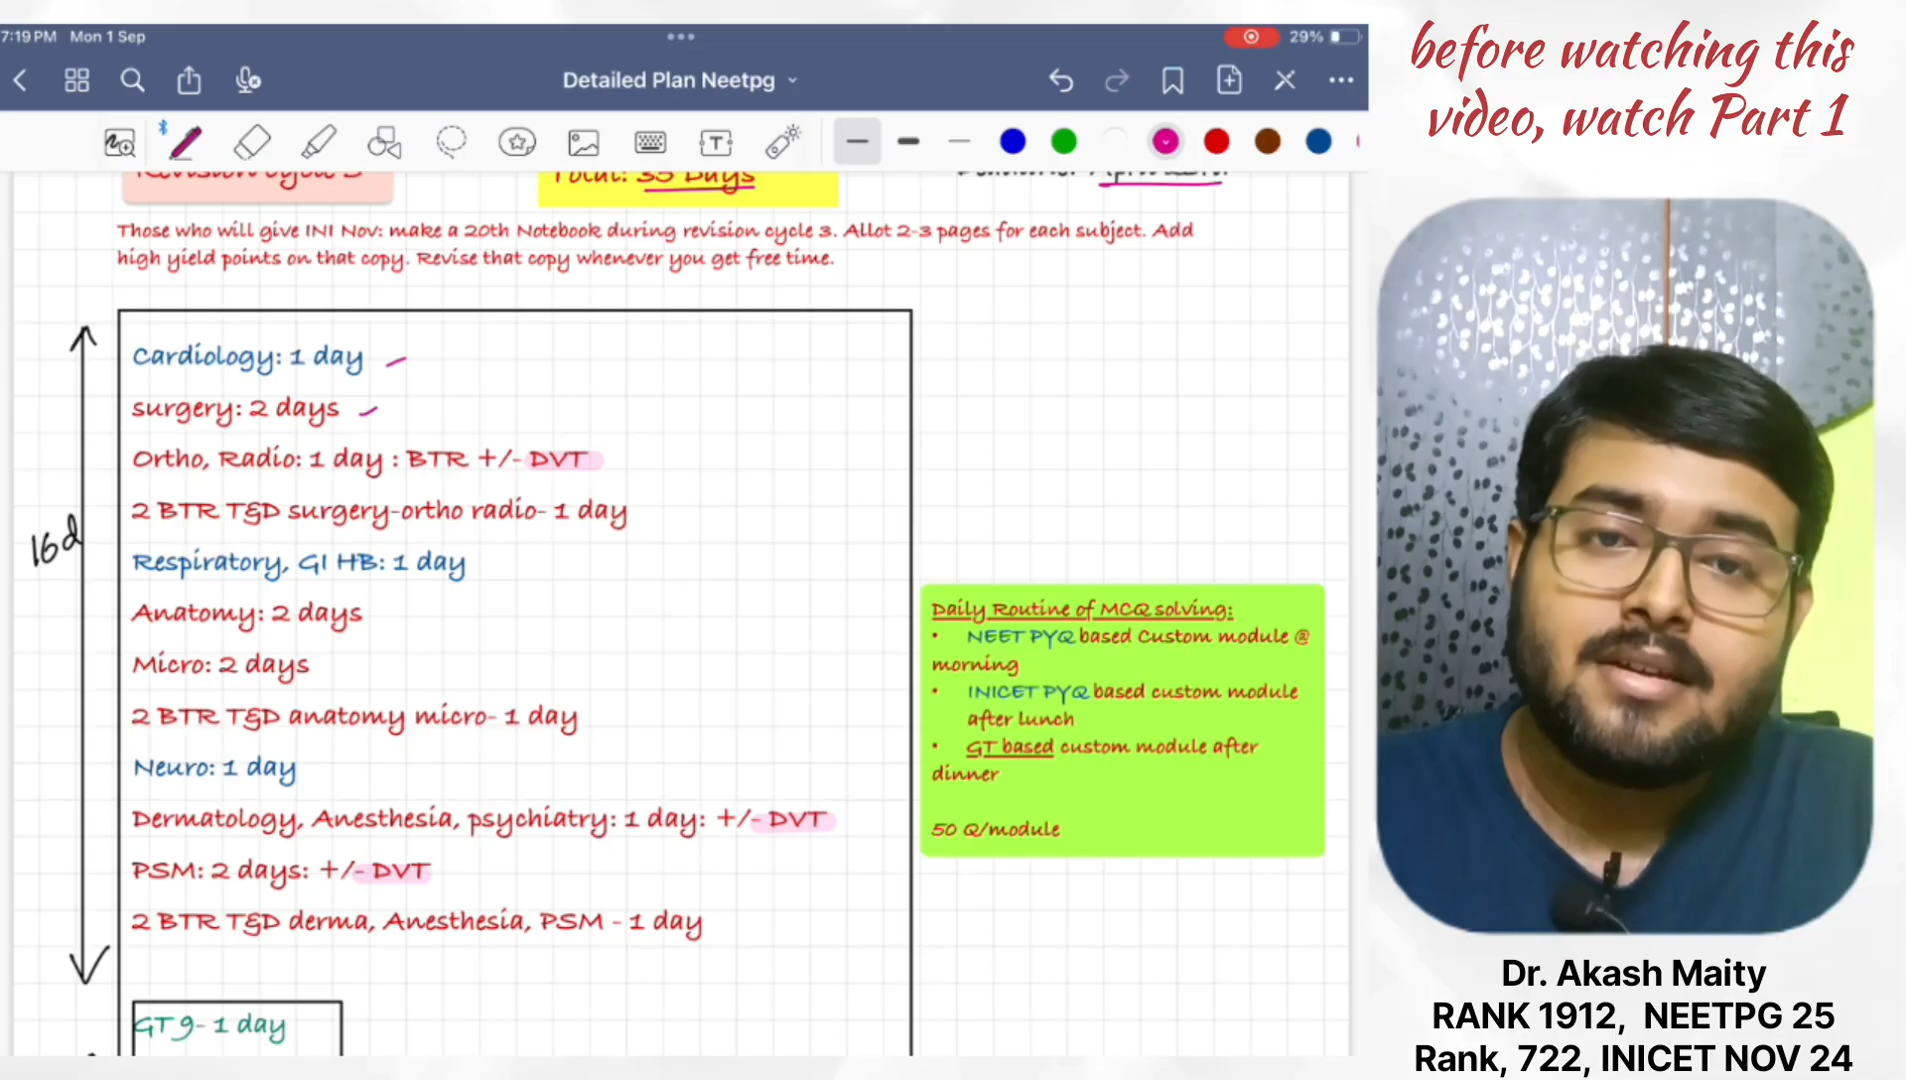 before watching this
video, watch Part 1
7:19 PM Mon 1 Sep
29%
Detailed Plan Neetpg
Revision Cycle 3
Total: 35 Days
Those who will give INI Nov: make a 20th Notebook during revision cycle 3. Allot 2-3 pages for each subject. Add
high yield points on that copy. Revise that copy whenever you get free time.
16d
Cardiology: 1 day
surgery: 2 days
Ortho, Radio: 1 day : BTR +/- DVT
2 BTR T&D surgery-ortho radio- 1 day
Respiratory, GI HB: 1 day
Anatomy: 2 days
Micro: 2 days
2 BTR T&D anatomy micro- 1 day
Neuro: 1 day
Dermatology, Anesthesia, psychiatry: 1 day: +/- DVT
PSM: 2 days: +/- DVT
2 BTR T&D derma, Anesthesia, PSM - 1 day
GT 9- 1 day
Daily Routine of MCQ solving:
• NEET PYQ based Custom module @
morning
• INICET PYQ based custom module
after lunch
• GT based custom module after
dinner
50 Q/module
Dr. Akash Maity
RANK 1912, NEETPG 25
Rank, 722, INICET NOV 24